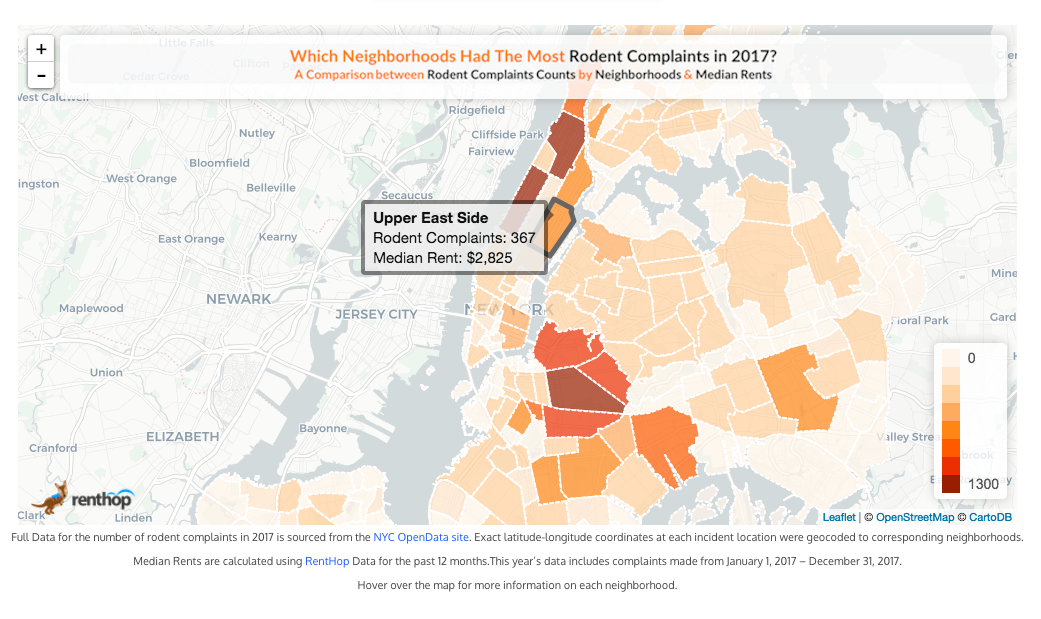 Little Falls
+
Which Neighborhoods Had The Most Rodent Complaints in 2017?
Clifton
A Comparison between Rodent Complaints Counts by Neighborhoods & Median Rents
-
Cedar Grove
West Caldwell
Ridgefield
Nutley
Cliffside Park
Fairview
Bloomfield
West Orange
ingston
Belleville
Secaucus
Upper East Side
Rodent Complaints: 367
Median Rent: $2,825
East Orange
Kearny
Mine
NEWARK
Maplewood
JERSEY CITY
NEW YORK
Floral Park
Gard
0
Union
Bayonne
ELIZABETH
Valley Stre
Cranford
brook
1300
renthop
Clark
Linden
Leaflet | © OpenStreetMap © CartoDB
Full Data for the number of rodent complaints in 2017 is sourced from the NYC OpenData site. Exact latitude-longitude coordinates at each incident location were geocoded to corresponding neighborhoods.
Median Rents are calculated using RentHop Data for the past 12 months.This year's data includes complaints made from January 1, 2017 – December 31, 2017.
Hover over the map for more information on each neighborhood.